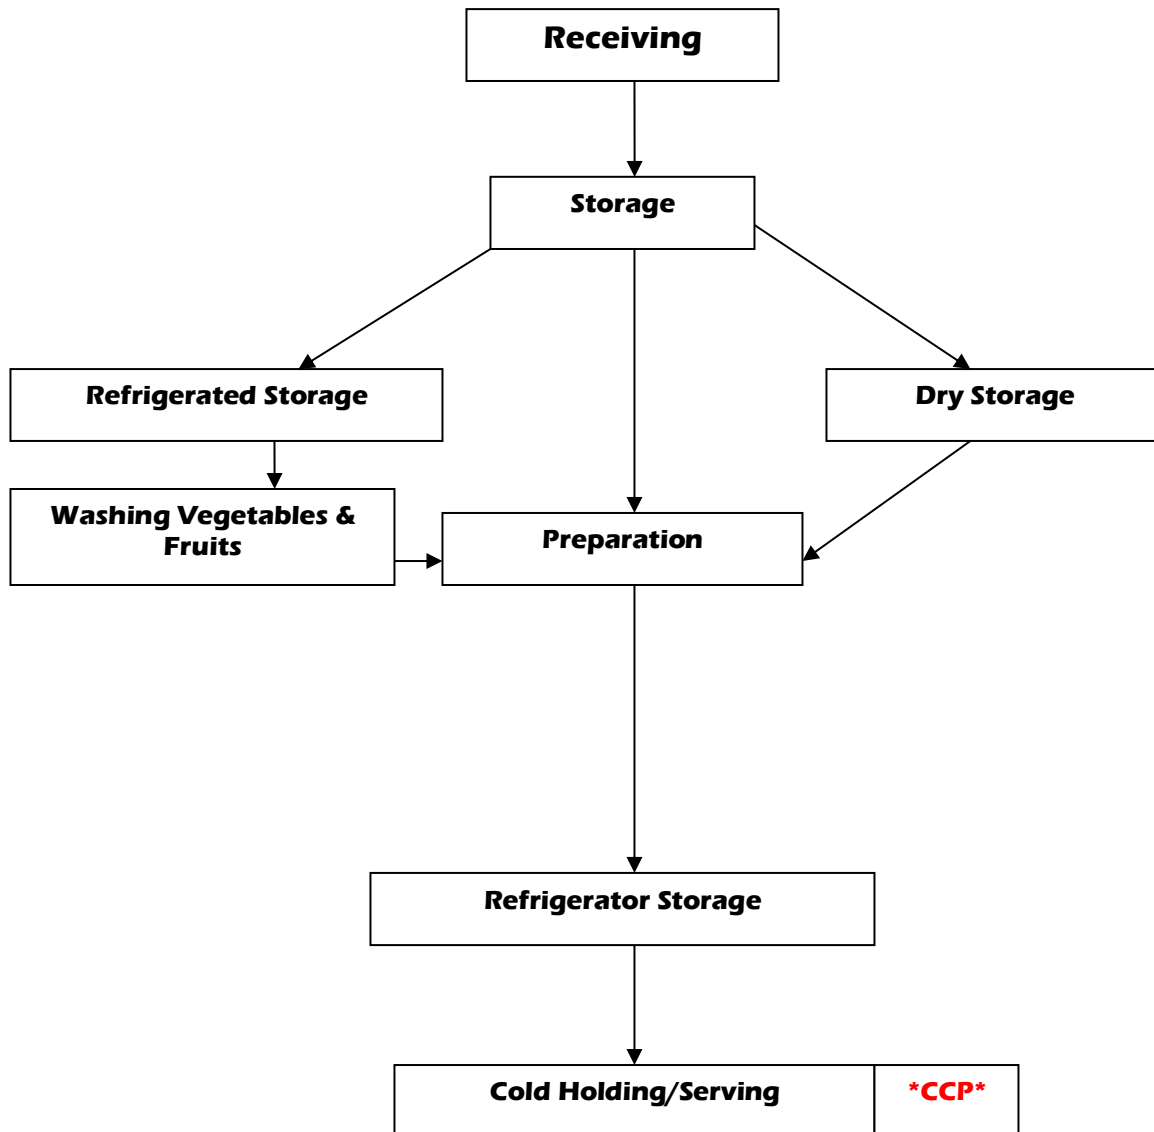 Receiving
Storage
Refrigerated Storage
Dry Storage
Washing Vegetables &
Fruits
Preparation
Refrigerator Storage
Cold Holding/Serving
*CCP*